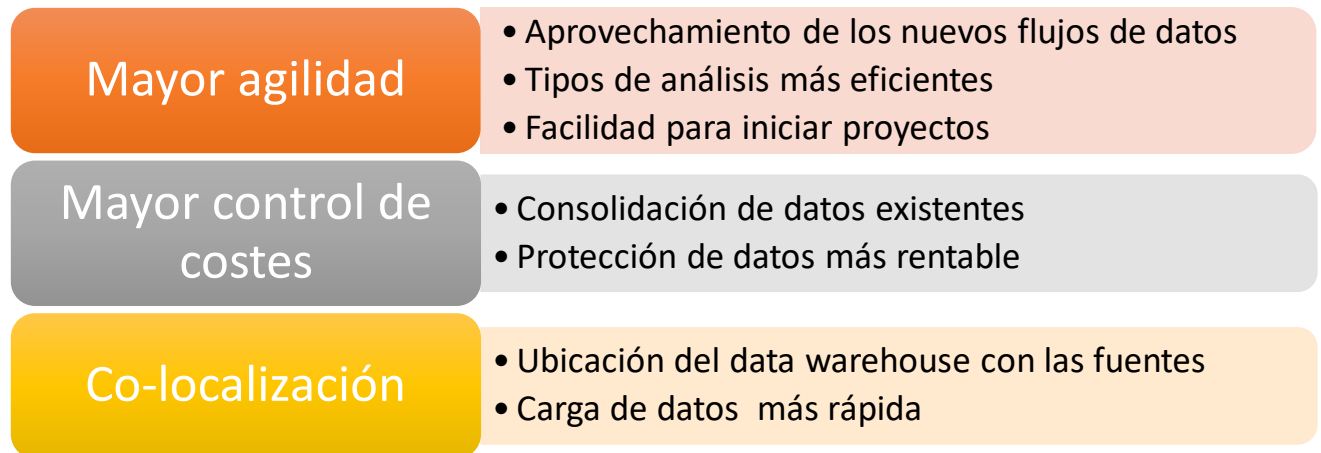 Mayor agilidad
• Aprovechamiento de los nuevos flujos de datos
• Tipos de análisis más eficientes
• Facilidad para iniciar proyectos
Mayor control de
costes
• Consolidación de datos existentes
• Protección de datos más rentable
Co-localización
• Ubicación del data warehouse con las fuentes
• Carga de datos  más rápida